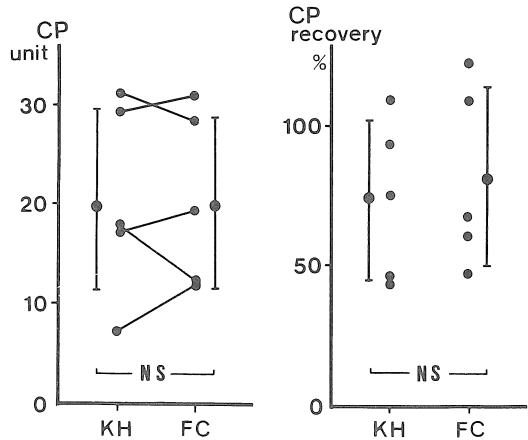 CP
unit
30
20
10
0
NS
KH FC
CP
recovery
%
100
50
0
NS
KH FC